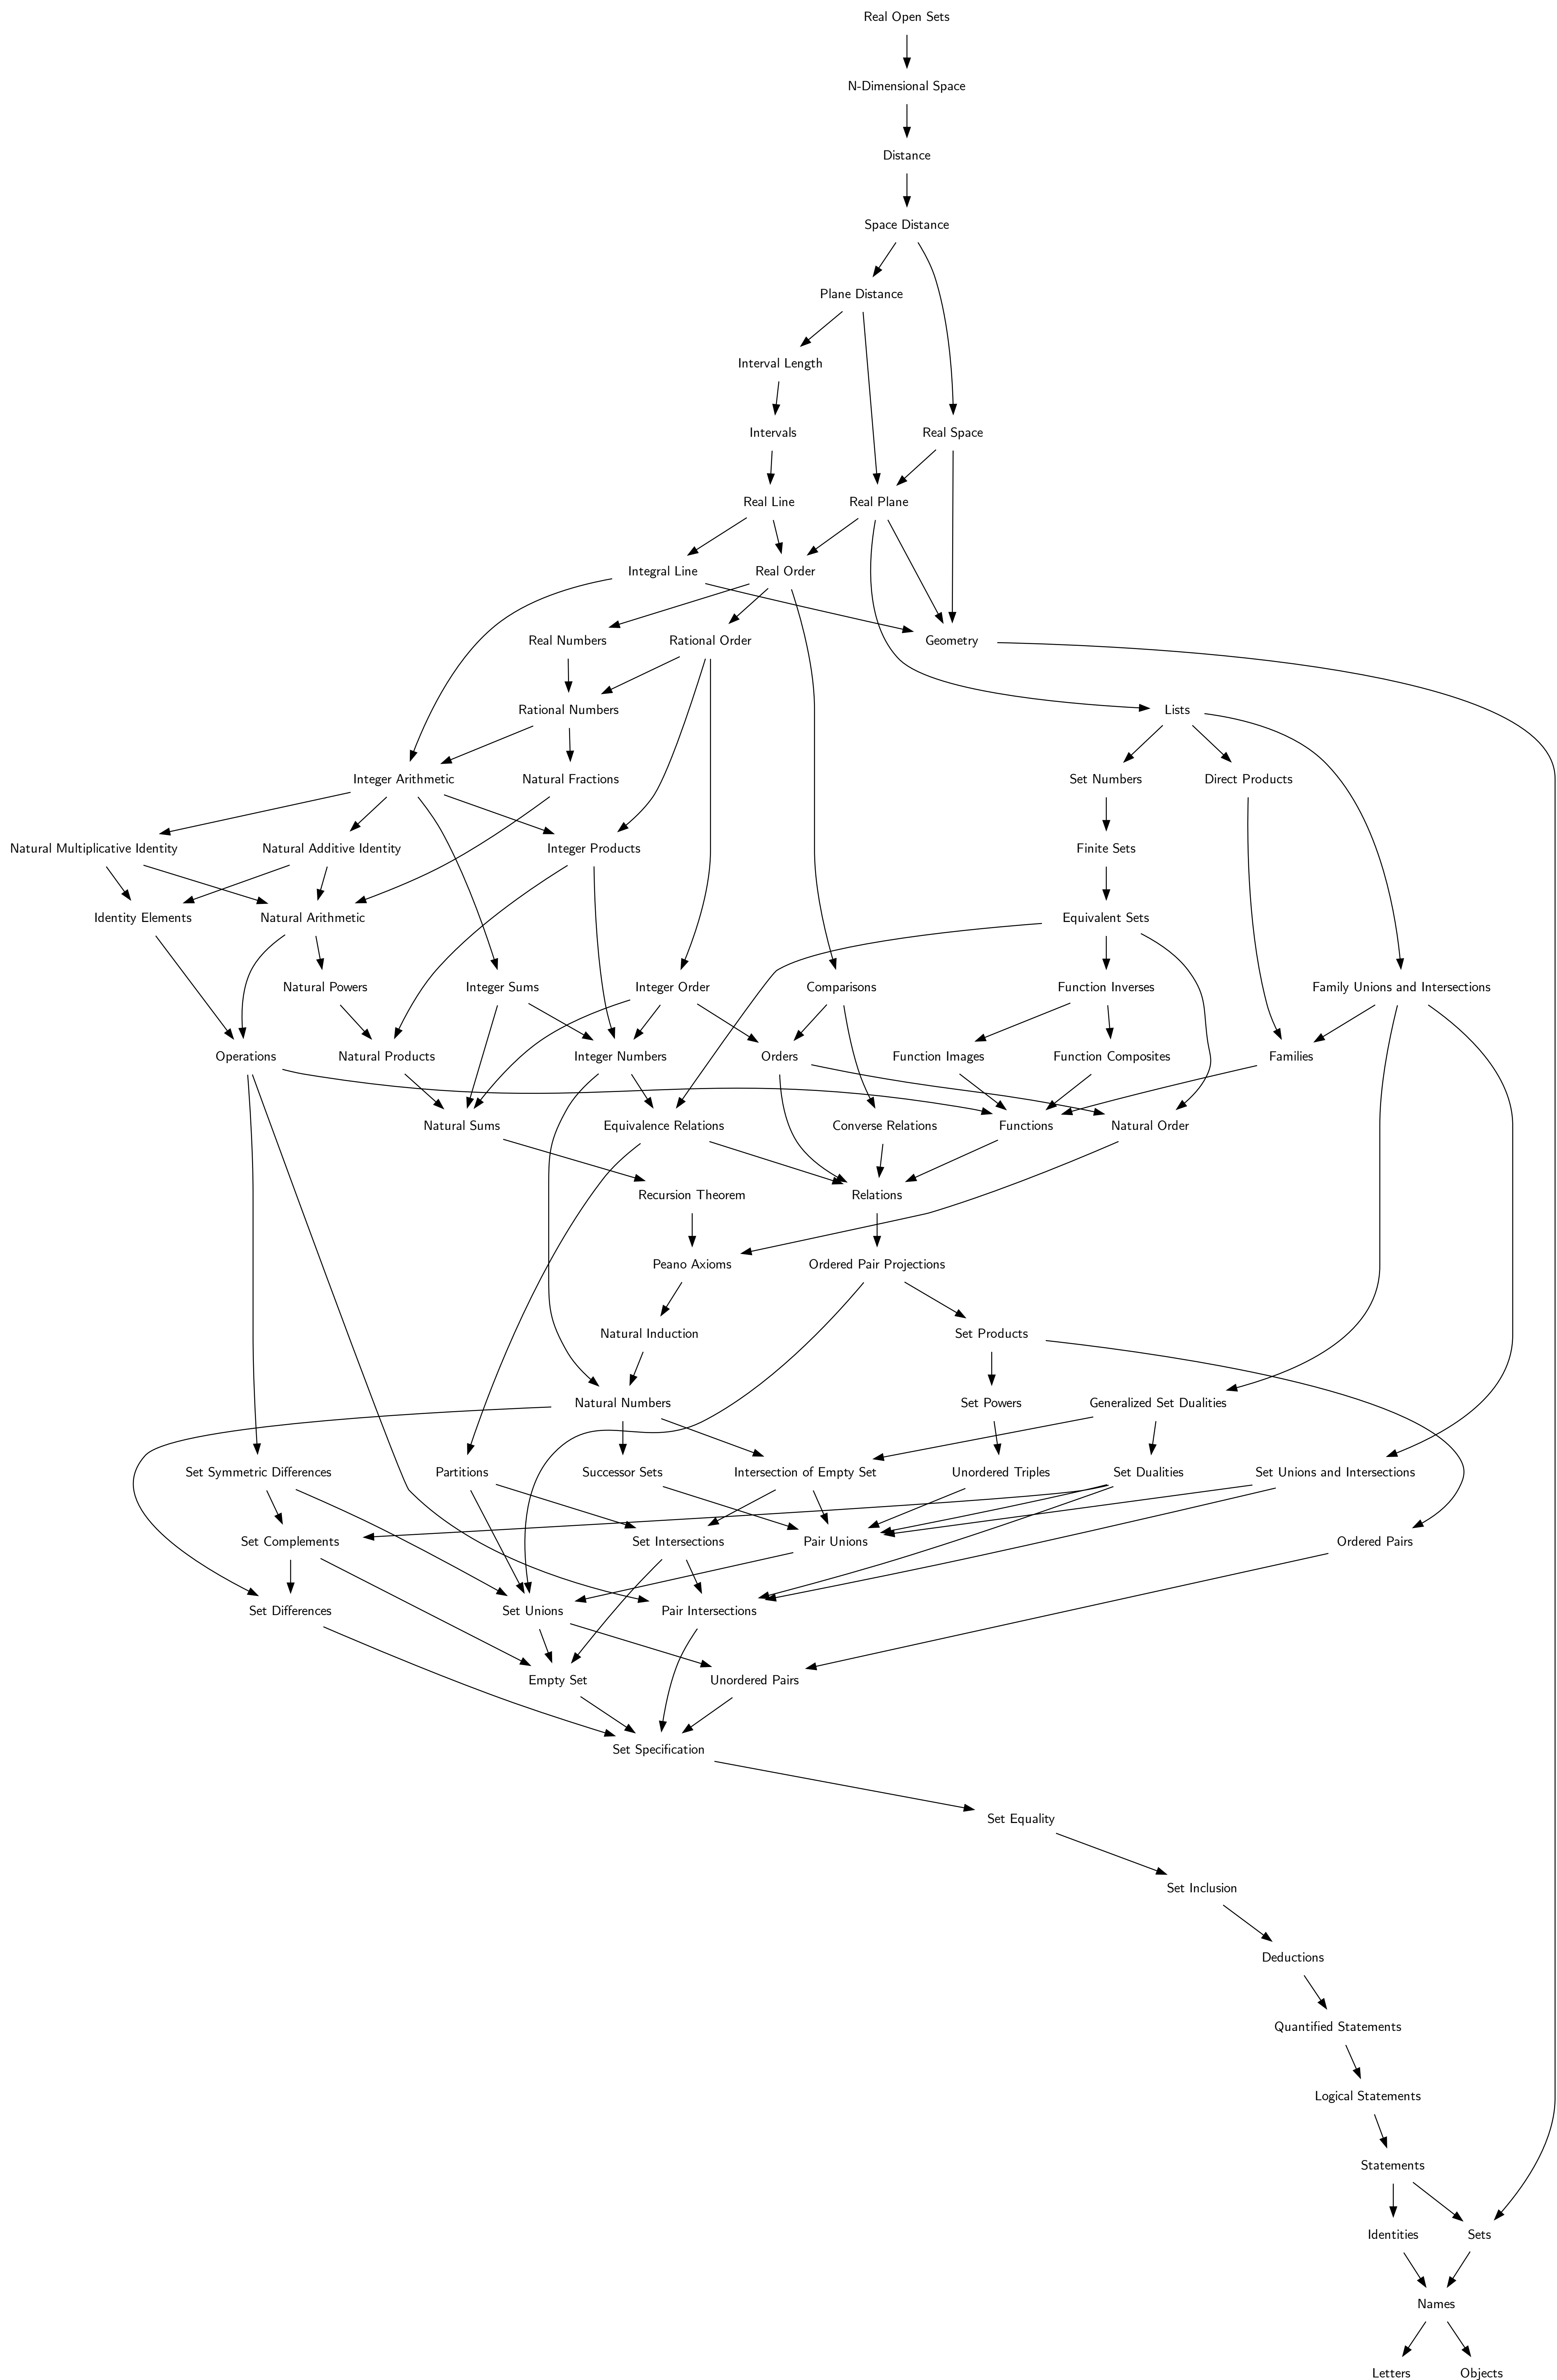 Real Open Sets
N-Dimensional Space
Distance
Space Distance
Plane Distance
Interval Length
Intervals
Real Space
Real Line
Real Plane
Integral Line
Real Order
Real Numbers
Rational Order
Geometry
Rational Numbers
Lists
Integer Arithmetic
Natural Fractions
Set Numbers
Direct Products
Natural Multiplicative Identity
Natural Additive Identity
Integer Products
Finite Sets
Identity Elements
Natural Arithmetic
Equivalent Sets
Natural Powers
Integer Sums
Integer Order
Comparisons
Function Inverses
Family Unions and Intersections
Operations
Natural Products
Integer Numbers
Orders
Function Images
Function Composites
Families
Natural Sums
Equivalence Relations
Converse Relations
Functions
Natural Order
Recursion Theorem
Relations
Peano Axioms
Ordered Pair Projections
Natural Induction
Set Products
Natural Numbers
Set Powers
Generalized Set Dualities
Set Symmetric Differences
Partitions
Successor Sets
Intersection of Empty Set
Unordered Triples
Set Dualities
Set Unions and Intersections
Set Complements
Set Intersections
Pair Unions
Ordered Pairs
Set Differences
Set Unions
Pair Intersections
Empty Set
Unordered Pairs
Set Specification
Set Equality
Set Inclusion
Deductions
Quantified Statements
Logical Statements
Statements
Identities
Sets
Names
Letters
Objects